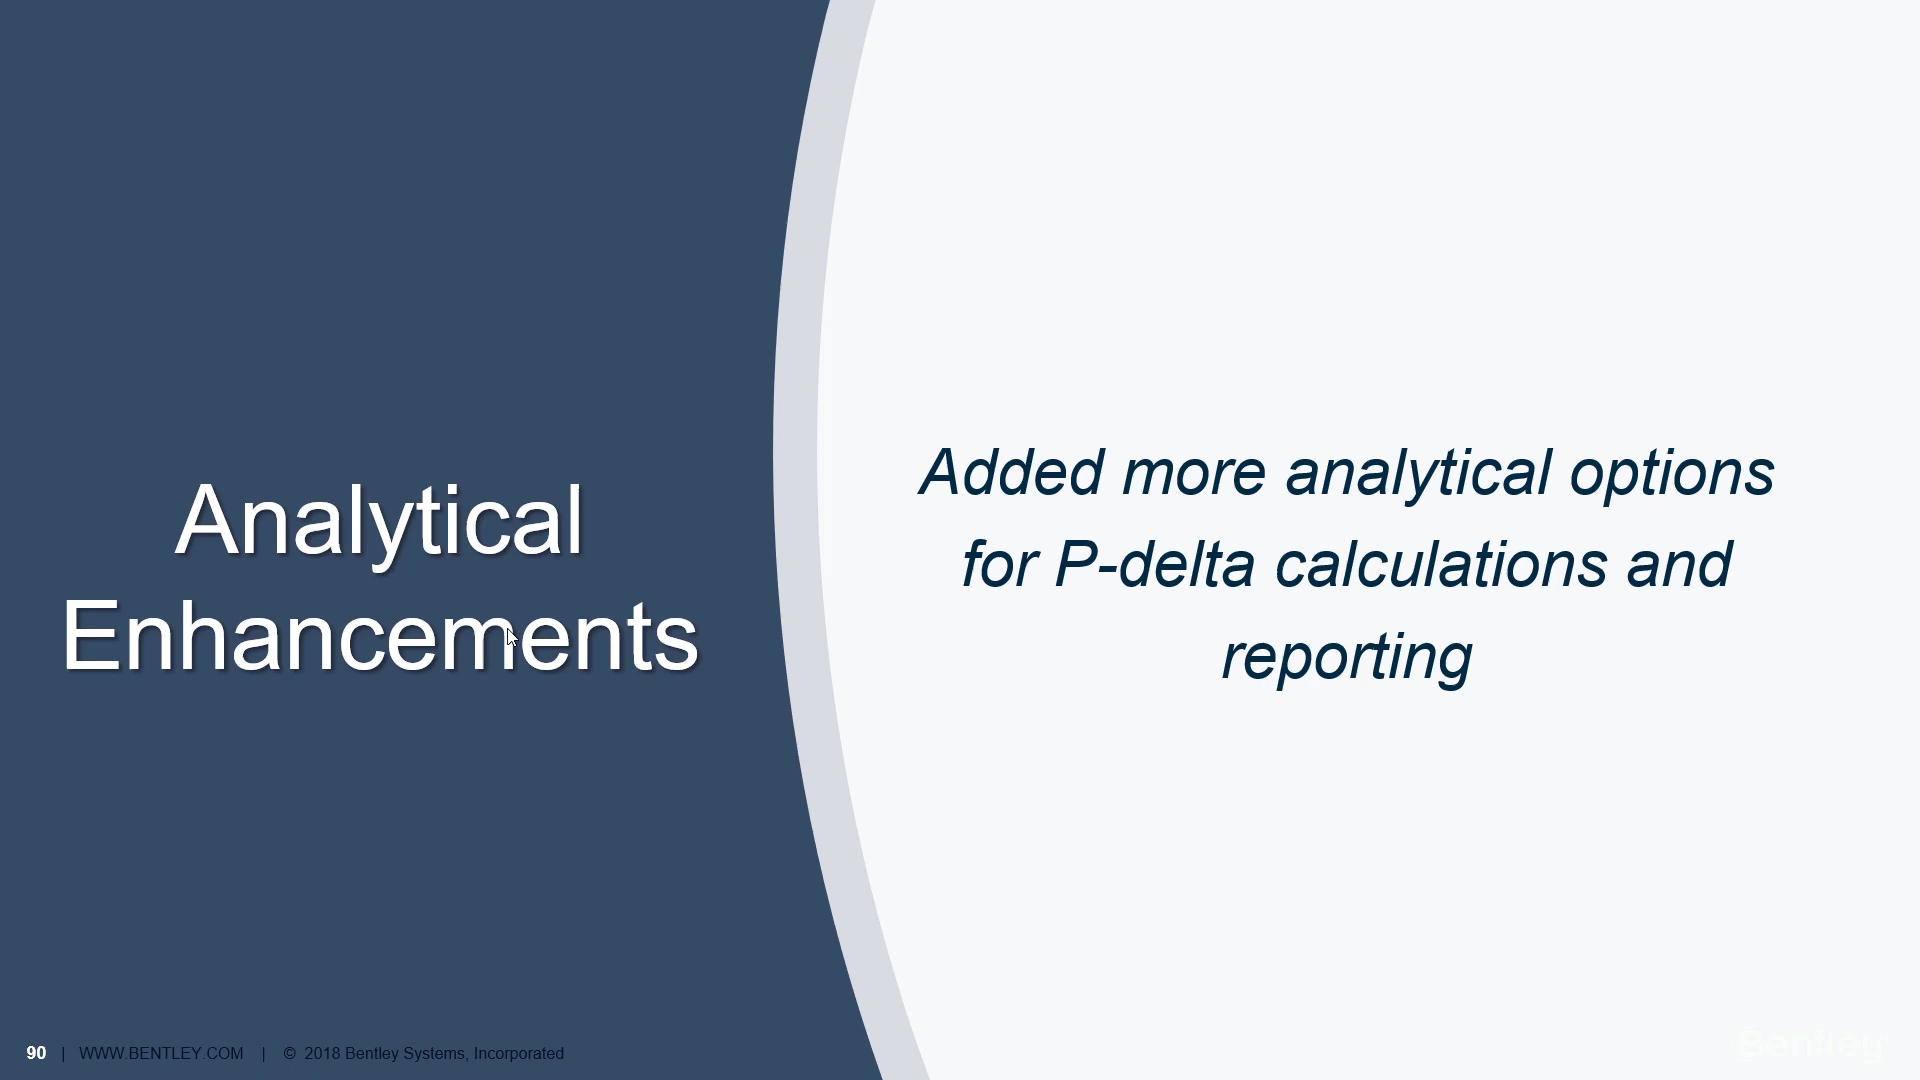 Analytical
Enhancements
Added more analytical options
for P-delta calculations and
reporting
90 | WWW.BENTLEY.COM | © 2018 Bentley Systems, Incorporated
Bentley